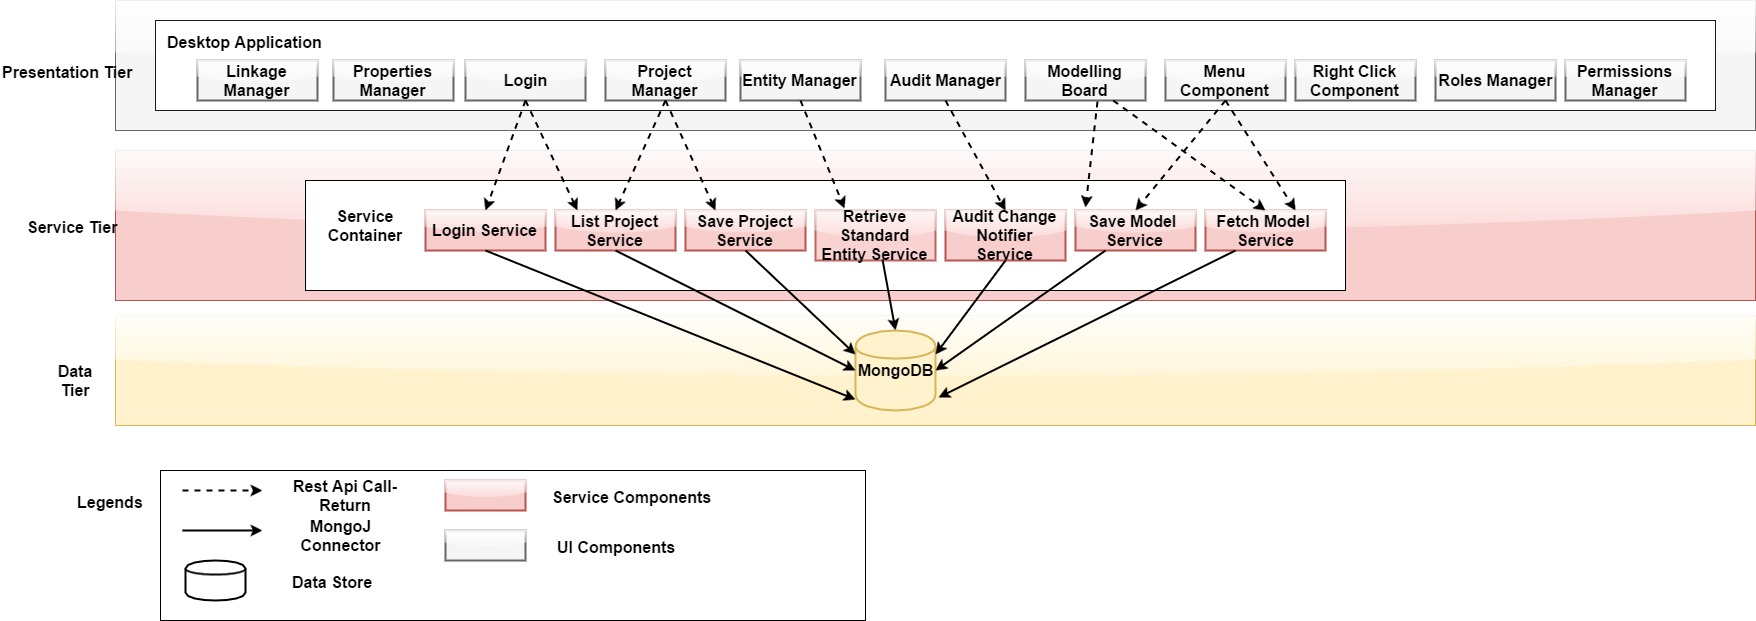 Presentation Tier
Desktop Application
Linkage
Manager
Properties
Manager
Login
Project
Manager
Entity Manager
Audit Manager
Modelling
Board
Menu
Component
Right Click
Component
Roles Manager
Permissions
Manager
Service Tier
Service
Container
Login Service
List Project
Service
Save Project
Service
Retrieve
Standard
Entity Service
Audit Change
Notifier
Service
Save Model
Service
Fetch Model
Service
Data
Tier
MongoDB
Legends
Rest Api Call-
Return
MongoJ
Connector
Data Store
Service Components
UI Components